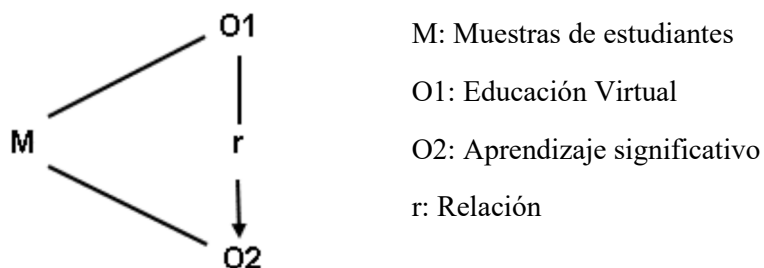 O1
M
r
O2
M: Muestras de estudiantes
O1: Educación Virtual
O2: Aprendizaje significativo
r: Relación